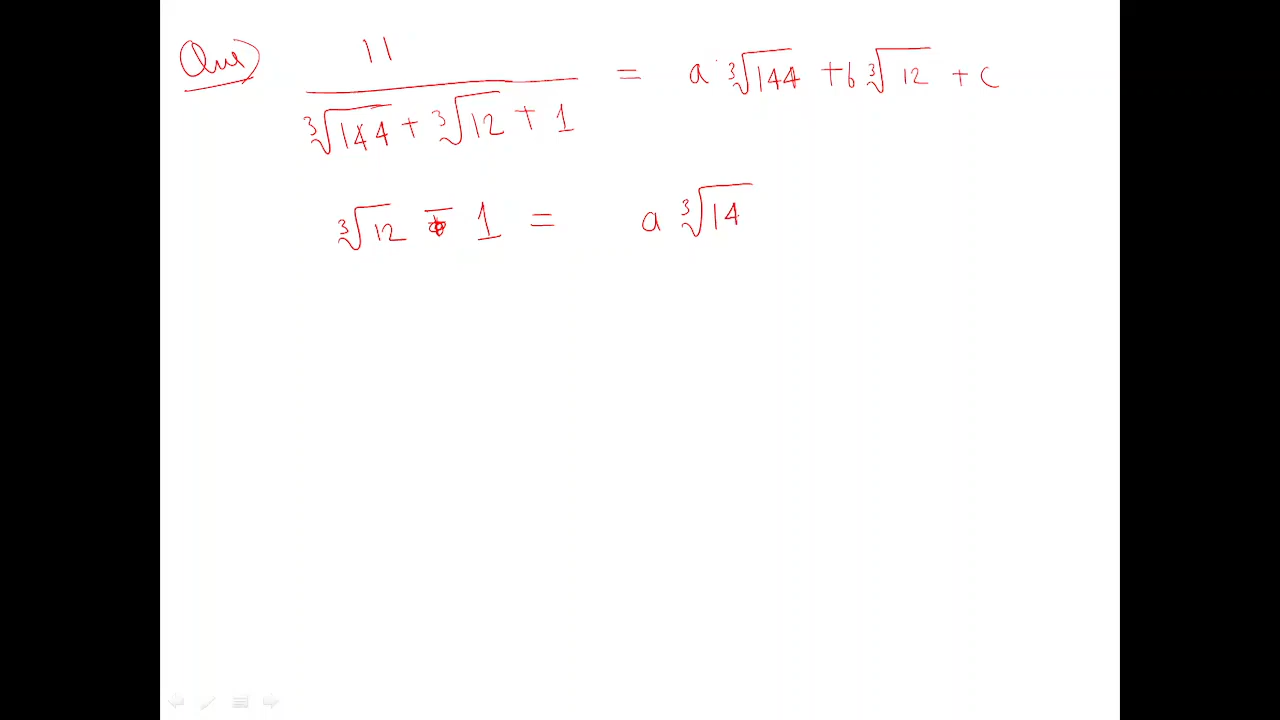 Que) 11 / (∛144 + ∛12 + 1) = a ∛144 + b ∛12 + c
∛12 - 1 = a ∛14